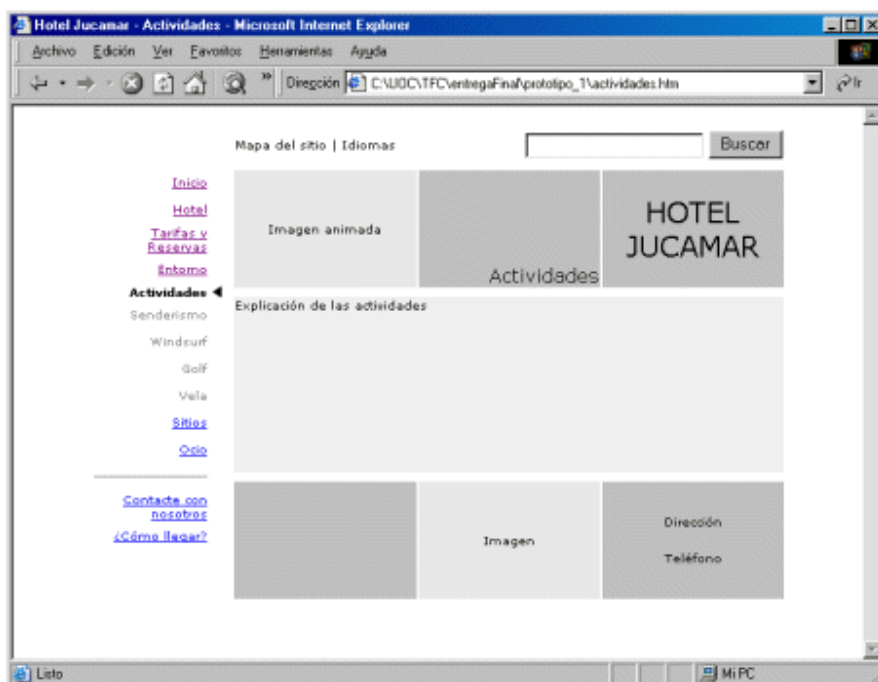 Hotel Jucamar - Actividades - Microsoft Internet Explorer
Archivo Edición Ver Favoritos Herramientas Ayuda
» Dirección C:\UOC\TFC\entregaFinal\prototipo_1\actividades.htm Ir
Mapa del sitio | Idiomas Buscar
Inicio
Hotel
Tarifas y
Reservas
Entorno
Actividades
Senderismo
Windsurf
Golf
Vela
Sitios
Ocio
Contacte con
nosotros
¿Cómo llegar?
Imagen animada
Actividades
HOTEL
JUCAMAR
Explicación de las actividades
Imagen
Dirección
Teléfono
Listo Mi PC